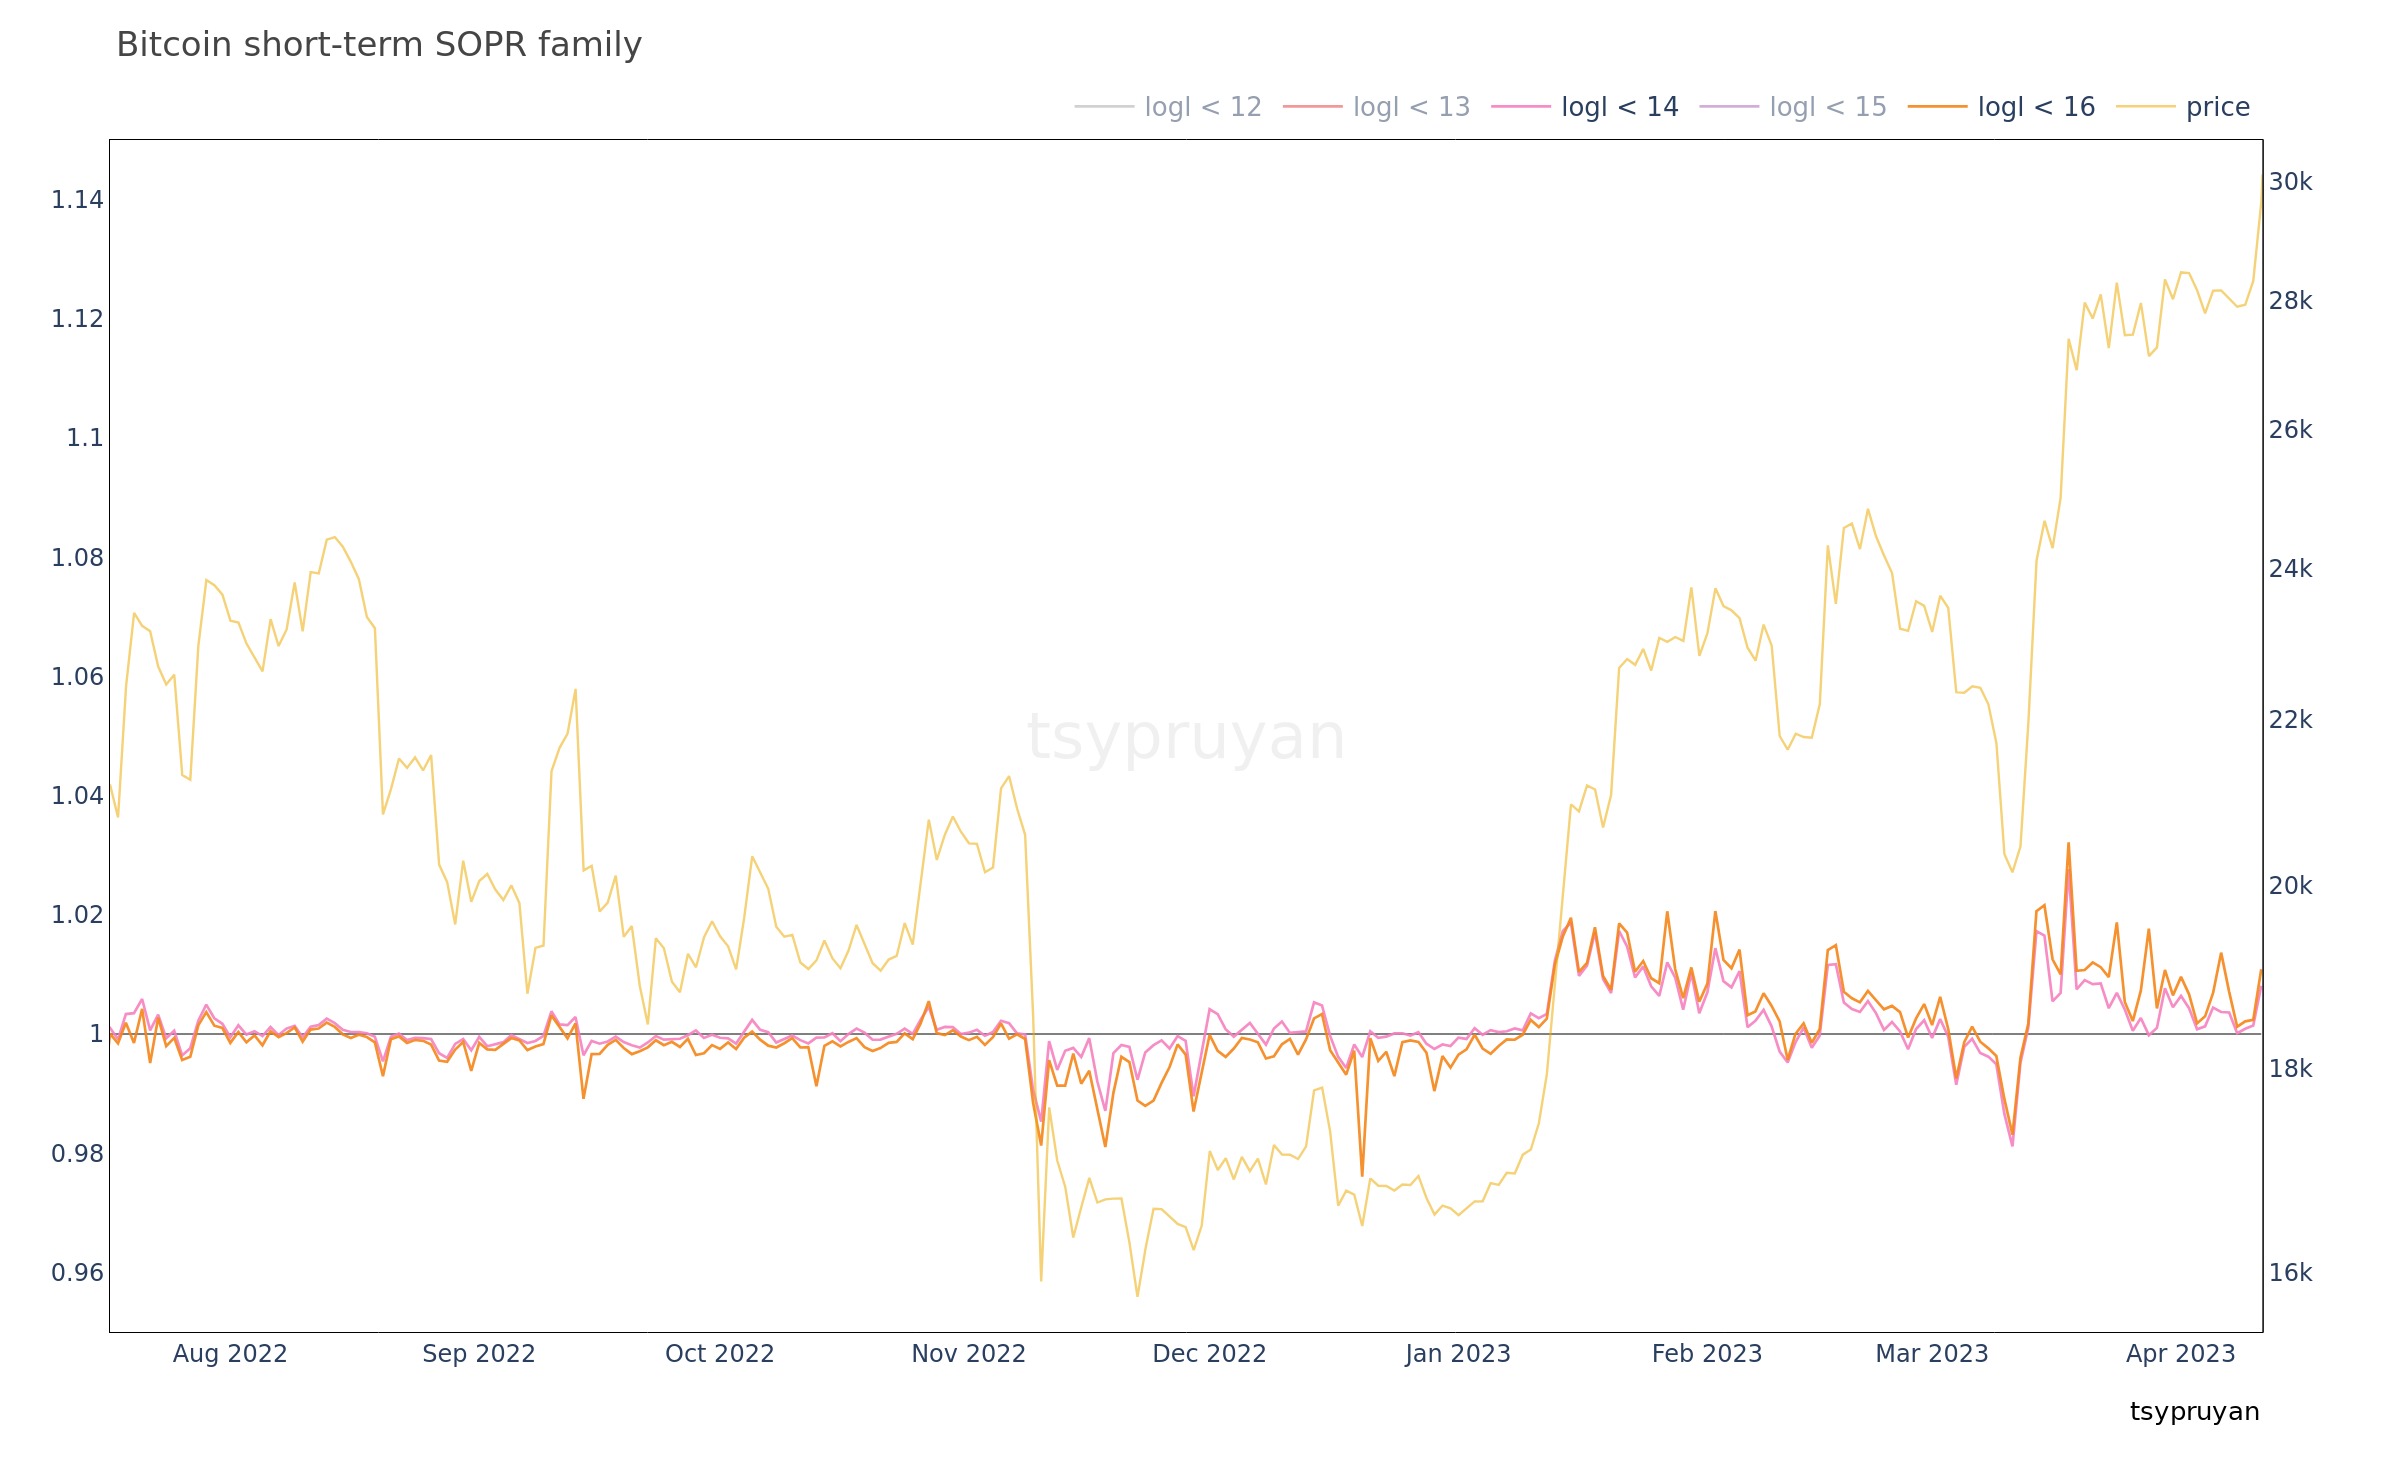 Bitcoin short-term SOPR family
logl < 12 logl < 13 logl < 14 logl < 15 logl < 16 price
1.14
1.12
1.1
1.08
1.06
1.04
1.02
1
0.98
0.96
30k
28k
26k
24k
22k
20k
18k
16k
tsypruyan
Aug 2022 Sep 2022 Oct 2022 Nov 2022 Dec 2022 Jan 2023 Feb 2023 Mar 2023 Apr 2023
tsypruyan